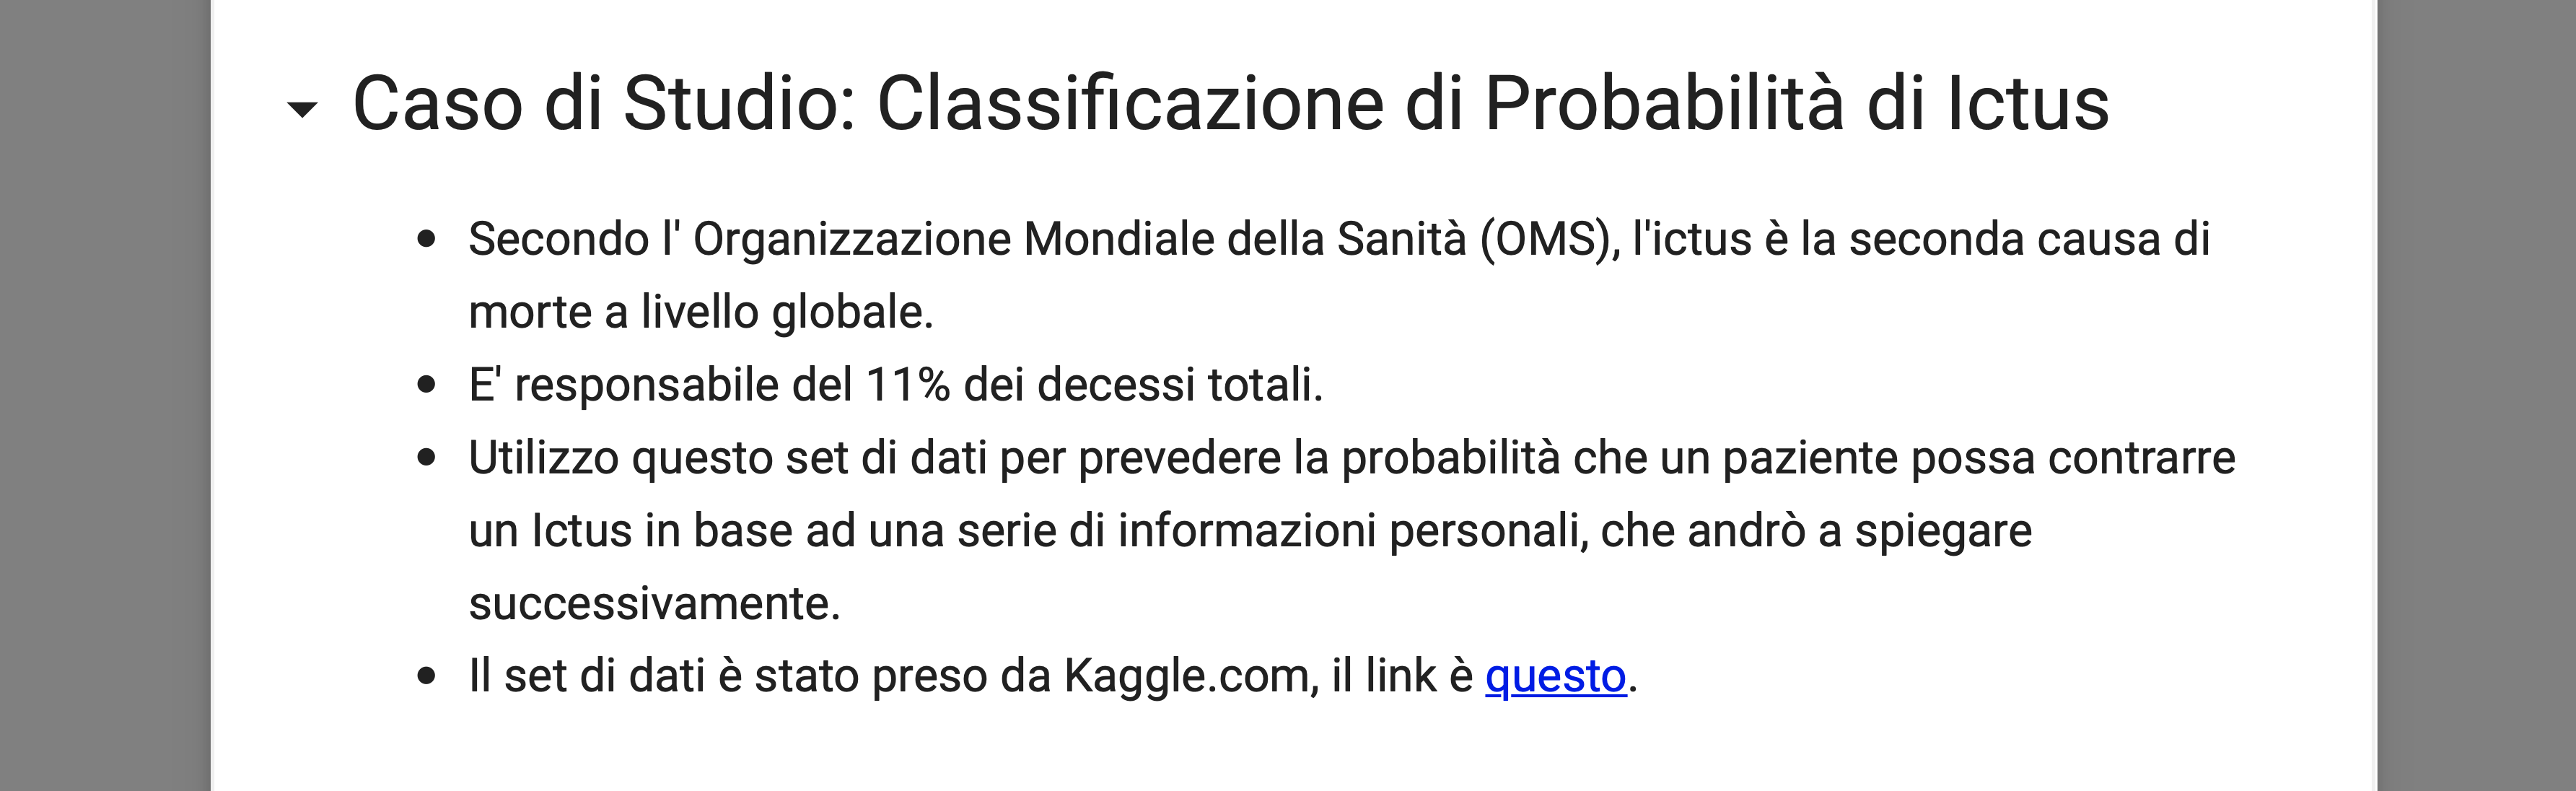 Caso di Studio: Classificazione di Probabilità di Ictus
Secondo l' Organizzazione Mondiale della Sanità (OMS), l'ictus è la seconda causa di
morte a livello globale.
E' responsabile del 11% dei decessi totali.
Utilizzo questo set di dati per prevedere la probabilità che un paziente possa contrarre
un Ictus in base ad una serie di informazioni personali, che andrò a spiegare
successivamente.
Il set di dati è stato preso da Kaggle.com, il link è questo.